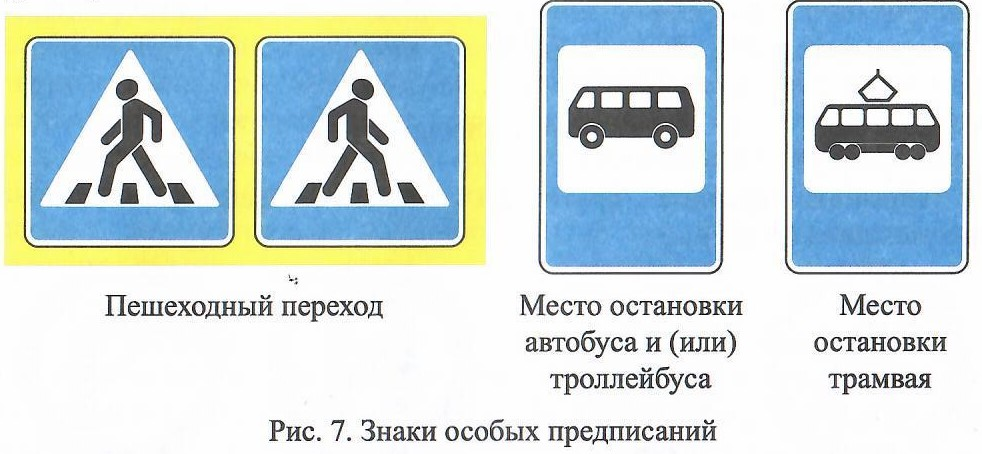 Пешеходный переход
Место остановки
автобуса и (или)
троллейбуса
Место
остановки
трамвая
Рис. 7. Знаки особых предписаний